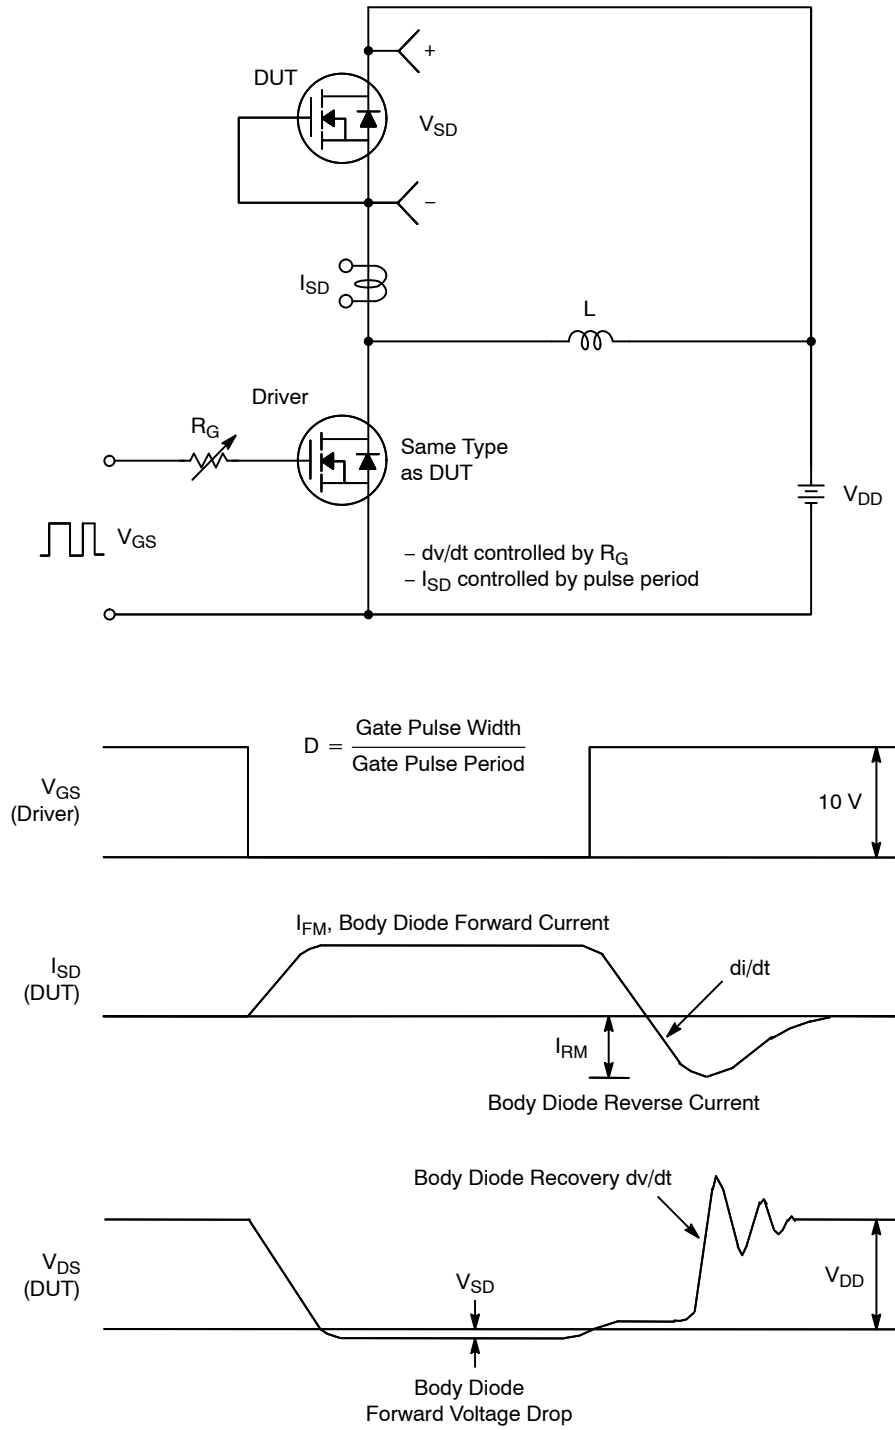 +
DUT
V_SD
−
I_SD
L
Driver
R_G
Same Type
as DUT
V_DD
V_GS
− dv/dt controlled by R_G
− I_SD controlled by pulse period
D = Gate Pulse Width
Gate Pulse Period
V_GS
(Driver)
10 V
I_FM, Body Diode Forward Current
I_SD
(DUT)
di/dt
I_RM
Body Diode Reverse Current
Body Diode Recovery dv/dt
V_DS
(DUT)
V_SD
V_DD
Body Diode
Forward Voltage Drop